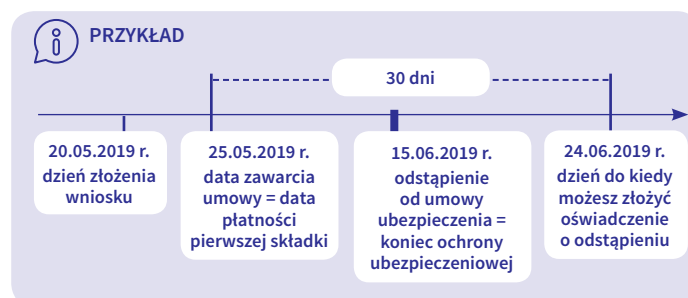 PRZYKŁAD
30 dni
20.05.2019 r.
dzień złożenia
wniosku
25.05.2019 r.
data zawarcia
umowy = data
płatności
pierwszej składki
15.06.2019 r.
odstąpienie
od umowy
ubezpieczenia =
koniec ochrony
ubezpieczeniowej
24.06.2019 r.
dzień do kiedy
możesz złożyć
oświadczenie
o odstąpieniu